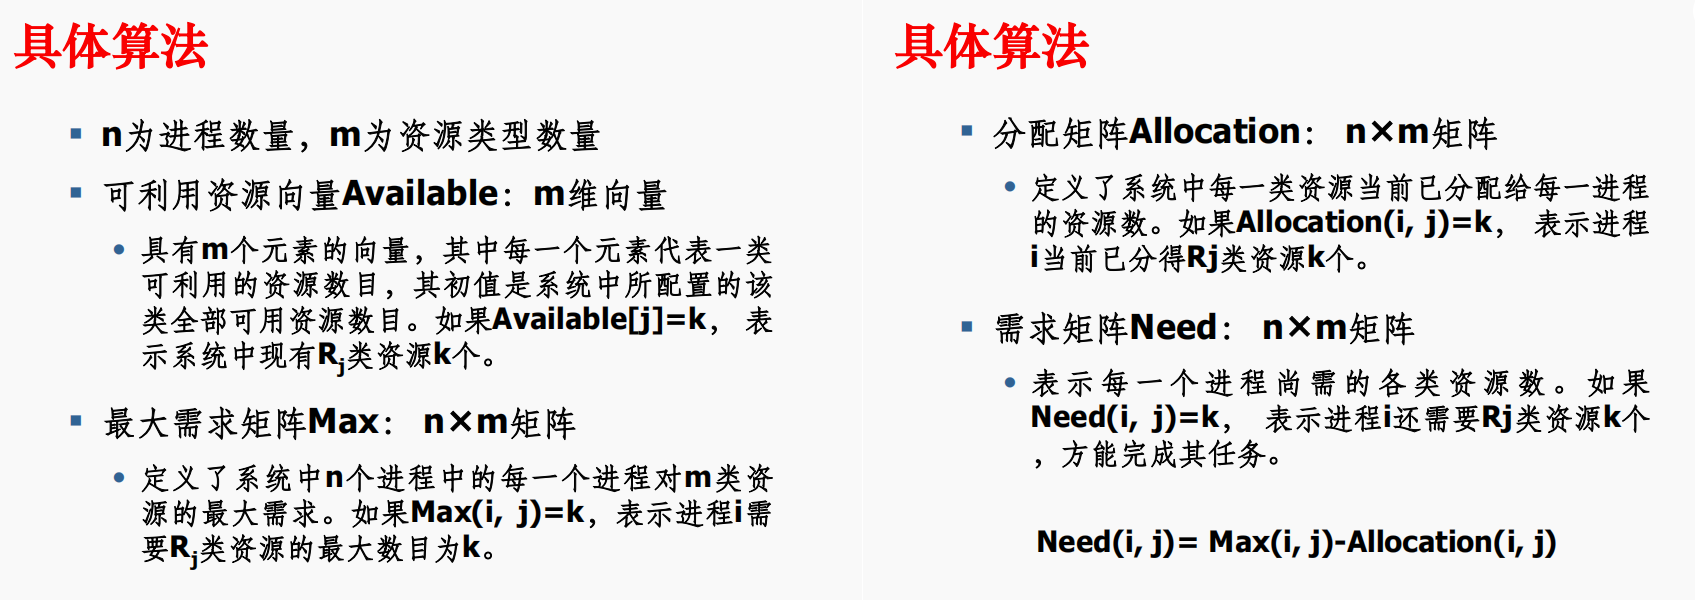 具体算法
n为进程数量，m为资源类型数量
可利用资源向量Available：m维向量
具有m个元素的向量，其中每一个元素代表一类
可利用的资源数目，其初值是系统中所配置的该
类全部可用资源数目。如果Available[j]=k， 表
示系统中现有Rj类资源k个。
最大需求矩阵Max： n×m矩阵
定义了系统中n个进程中的每一个进程对m类资
源的最大需求。如果Max(i, j)=k，表示进程i需
要Rj类资源的最大数目为k。
具体算法
分配矩阵Allocation： n×m矩阵
定义了系统中每一类资源当前已分配给每一进程
的资源数。如果Allocation(i, j)=k， 表示进程
i当前已分得Rj类资源k个。
需求矩阵Need： n×m矩阵
表示每一个进程尚需的各类资源数。如果
Need(i, j)=k， 表示进程i还需要Rj类资源k个
，方能完成其任务。
Need(i, j)= Max(i, j)-Allocation(i, j)